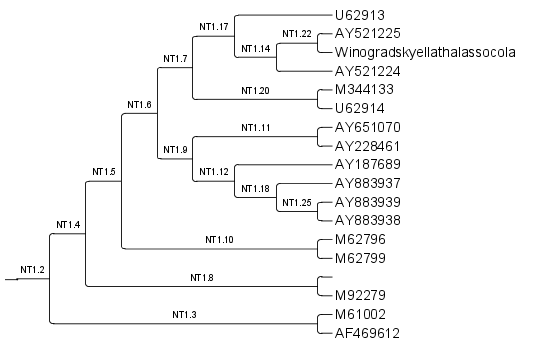 U62913
NT1.17
AY521225
NT1.22
Winogradskyellathalassocola
NT1.14
NT1.7
AY521224
M344133
NT1.20
NT1.6
U62914
AY651070
NT1.11
AY228461
NT1.9
AY187689
NT1.12
NT1.5
AY883937
NT1.18
AY883939
NT1.25
AY883938
NT1.4
M62796
NT1.10
M62799
NT1.2
NT1.8
M92279
M61002
NT1.3
AF469612